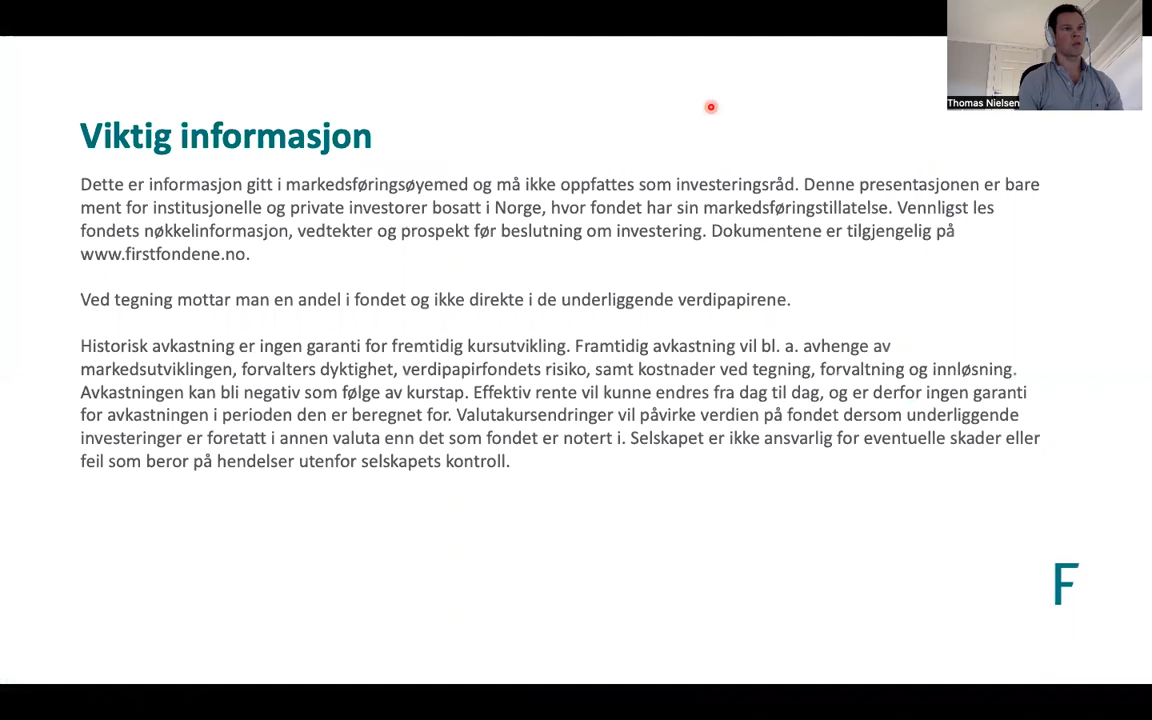 Thomas Nielsen
Viktig informasjon
Dette er informasjon gitt i markedsføringsøyemed og må ikke oppfattes som investeringsråd. Denne presentasjonen er bare
ment for institusjonelle og private investorer bosatt i Norge, hvor fondet har sin markedsføringstillatelse. Vennligst les
fondets nøkkelinformasjon, vedtekter og prospekt før beslutning om investering. Dokumentene er tilgjengelig på
www.firstfondene.no.
Ved tegning mottar man en andel i fondet og ikke direkte i de underliggende verdipapirene.
Historisk avkastning er ingen garanti for fremtidig kursutvikling. Framtidig avkastning vil bl. a. avhenge av
markedsutviklingen, forvalters dyktighet, verdipapirfondets risiko, samt kostnader ved tegning, forvaltning og innløsning.
Avkastningen kan bli negativ som følge av kurstap. Effektiv rente vil kunne endres fra dag til dag, og er derfor ingen garanti
for avkastningen i perioden den er beregnet for. Valutakursendringer vil påvirke verdien på fondet dersom underliggende
investeringer er foretatt i annen valuta enn det som fondet er notert i. Selskapet er ikke ansvarlig for eventuelle skader eller
feil som beror på hendelser utenfor selskapets kontroll.
F